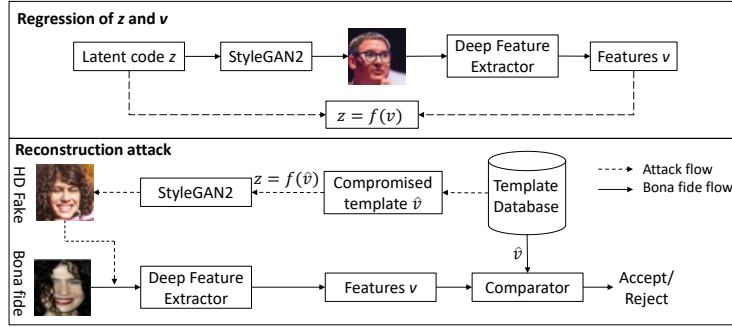 Regression of z and v
Latent code z
StyleGAN2
Deep Feature
Extractor
Features v
z = f(v)
Reconstruction attack
HD Fake
StyleGAN2
z = f(v̂)
Compromised
template v̂
Template
Database
Attack flow
Bona fide flow
v̂
Bona fide
Deep Feature
Extractor
Features v
Comparator
Accept/
Reject